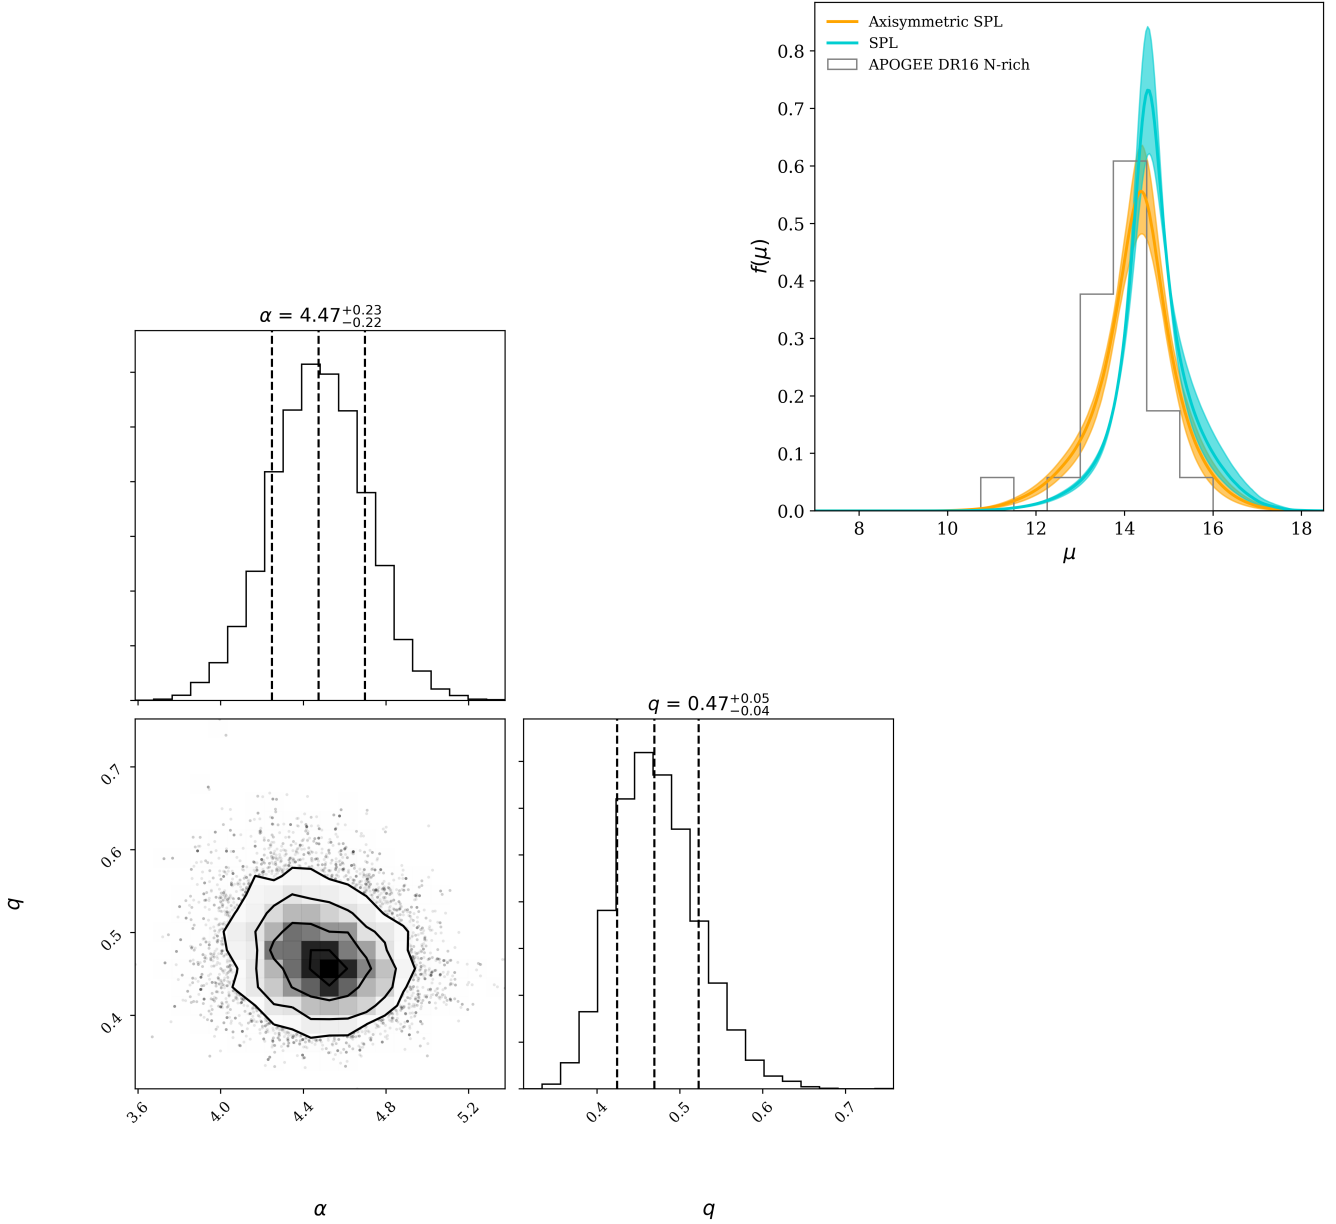 Axisymmetric SPL
SPL
APOGEE DR16 N-rich
f(μ)
0.8
0.7
0.6
0.5
0.4
0.3
0.2
0.1
0.0
8 10 12 14 16 18
μ
α = 4.47+0.23−0.22
q = 0.47+0.05−0.04
q
0.7
0.6
0.5
0.4
3.6 4.0 4.4 4.8 5.2
0.4 0.5 0.6 0.7
α
q